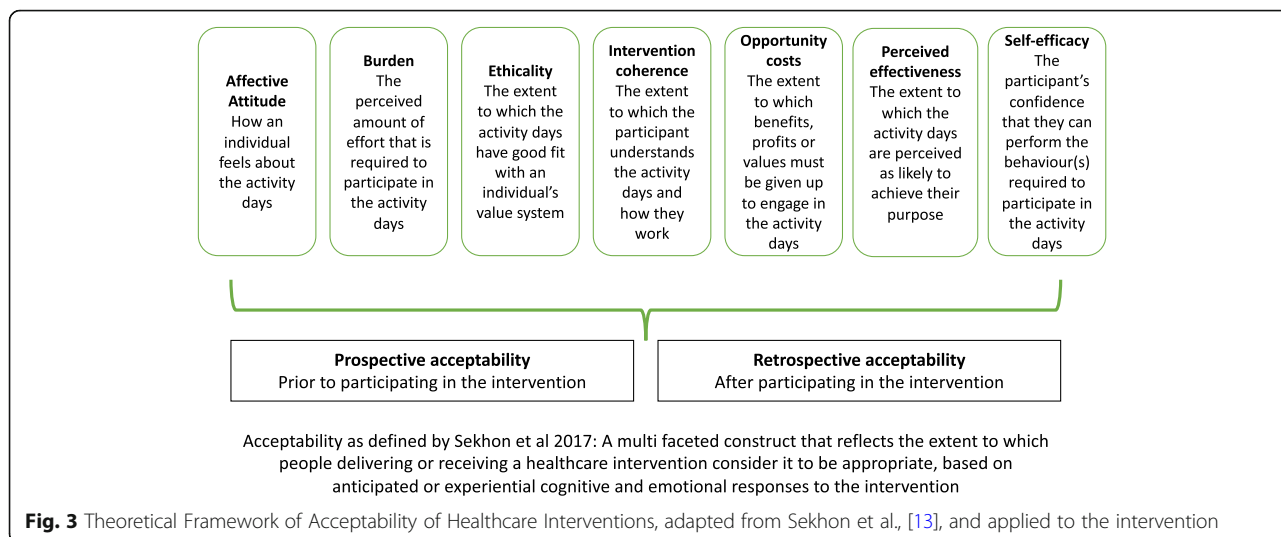 Affective
Attitude
How an
individual
feels about
the activity
days
Burden
The
perceived
amount of
effort that is
required to
participate in
the activity
days
Ethicality
The extent
to which the
activity days
have good fit
with an
individual's
value system
Intervention
coherence
The extent
to which the
participant
understands
the activity
days and
how they
work
Opportunity
costs
The extent
to which
benefits,
profits or
values must
be given up
to engage in
the activity
days
Perceived
effectiveness
The extent to
which the
activity days
are perceived
as likely to
achieve their
purpose
Self-efficacy
The
participant's
confidence
that they can
perform the
behaviour(s)
required to
participate in
the activity
days
Prospective acceptability
Prior to participating in the intervention
Retrospective acceptability
After participating in the intervention
Acceptability as defined by Sekhon et al 2017: A multi faceted construct that reflects the extent to which
people delivering or receiving a healthcare intervention consider it to be appropriate, based on
anticipated or experiential cognitive and emotional responses to the intervention
Fig. 3 Theoretical Framework of Acceptability of Healthcare Interventions, adapted from Sekhon et al., [13], and applied to the intervention